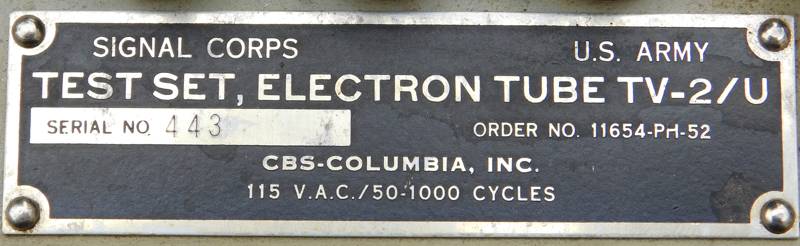 SIGNAL CORPS U.S. ARMY
TEST SET, ELECTRON TUBE TV-2/U
SERIAL NO. 443 ORDER NO. 11654-PH-52
CBS-COLUMBIA, INC.
115 V.A.C./50-1000 CYCLES